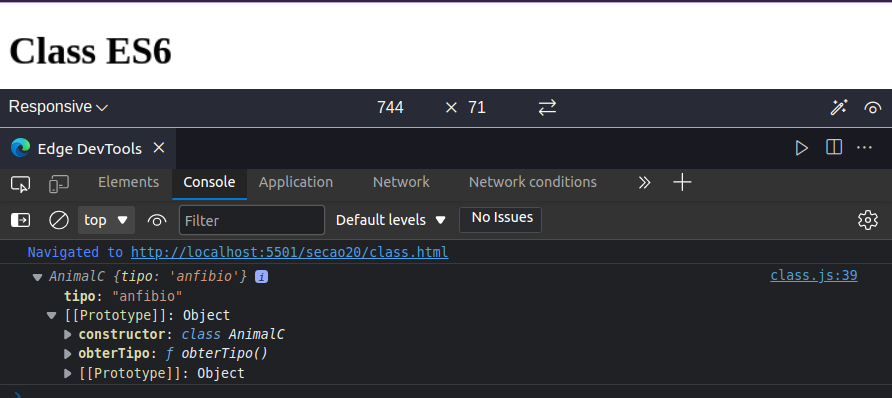 Class ES6
Responsive 744 × 71
Edge DevTools ×
Elements Console Application Network Network conditions
top Filter Default levels No Issues
Navigated to http://localhost:5501/secao20/class.html
AnimalC {tipo: 'anfibio'} i class.js:39
tipo: "anfibio"
[[Prototype]]: Object
constructor: class AnimalC
obterTipo: ƒ obterTipo()
[[Prototype]]: Object